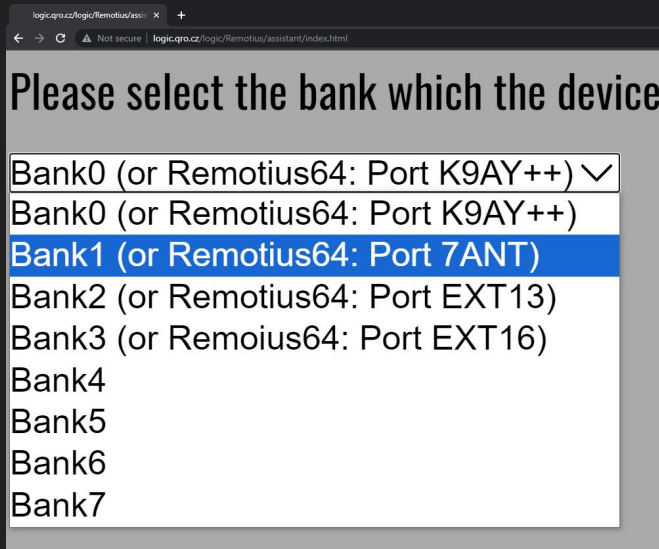 logic.qro.cz/logic/Remotius/assis
Not secure | logic.qro.cz/logic/Remotius/assistant/index.html
Please select the bank which the device
Bank0 (or Remotius64: Port K9AY++)
Bank0 (or Remotius64: Port K9AY++)
Bank1 (or Remotius64: Port 7ANT)
Bank2 (or Remotius64: Port EXT13)
Bank3 (or Remoius64: Port EXT16)
Bank4
Bank5
Bank6
Bank7